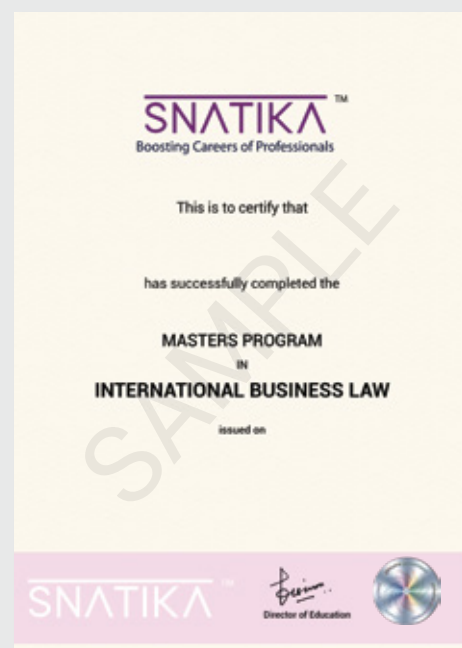 SNATIKA ™
Boosting Careers of Professionals
This is to certify that
has successfully completed the
MASTERS PROGRAM
IN
INTERNATIONAL BUSINESS LAW
issued on
SAMPLE
SNATIKA ™
Director of Education